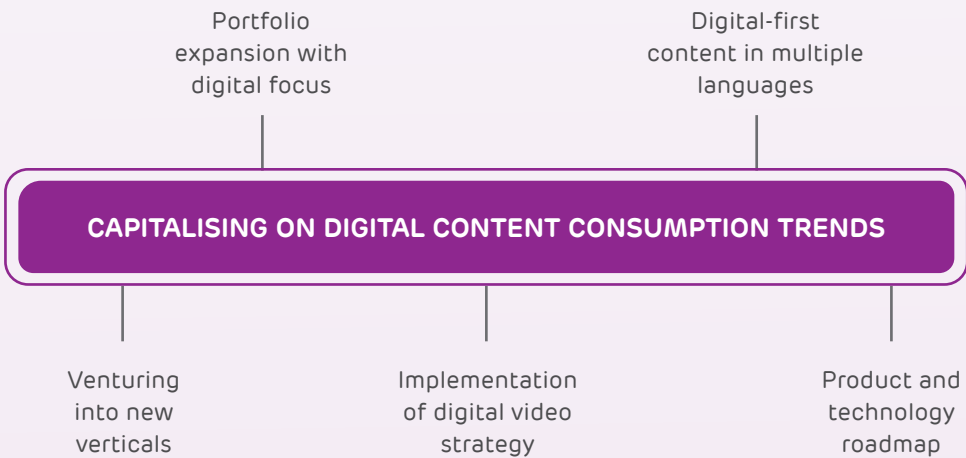 Portfolio
expansion with
digital focus
Digital-first
content in multiple
languages
CAPITALISING ON DIGITAL CONTENT CONSUMPTION TRENDS
Venturing
into new
verticals
Implementation
of digital video
strategy
Product and
technology
roadmap